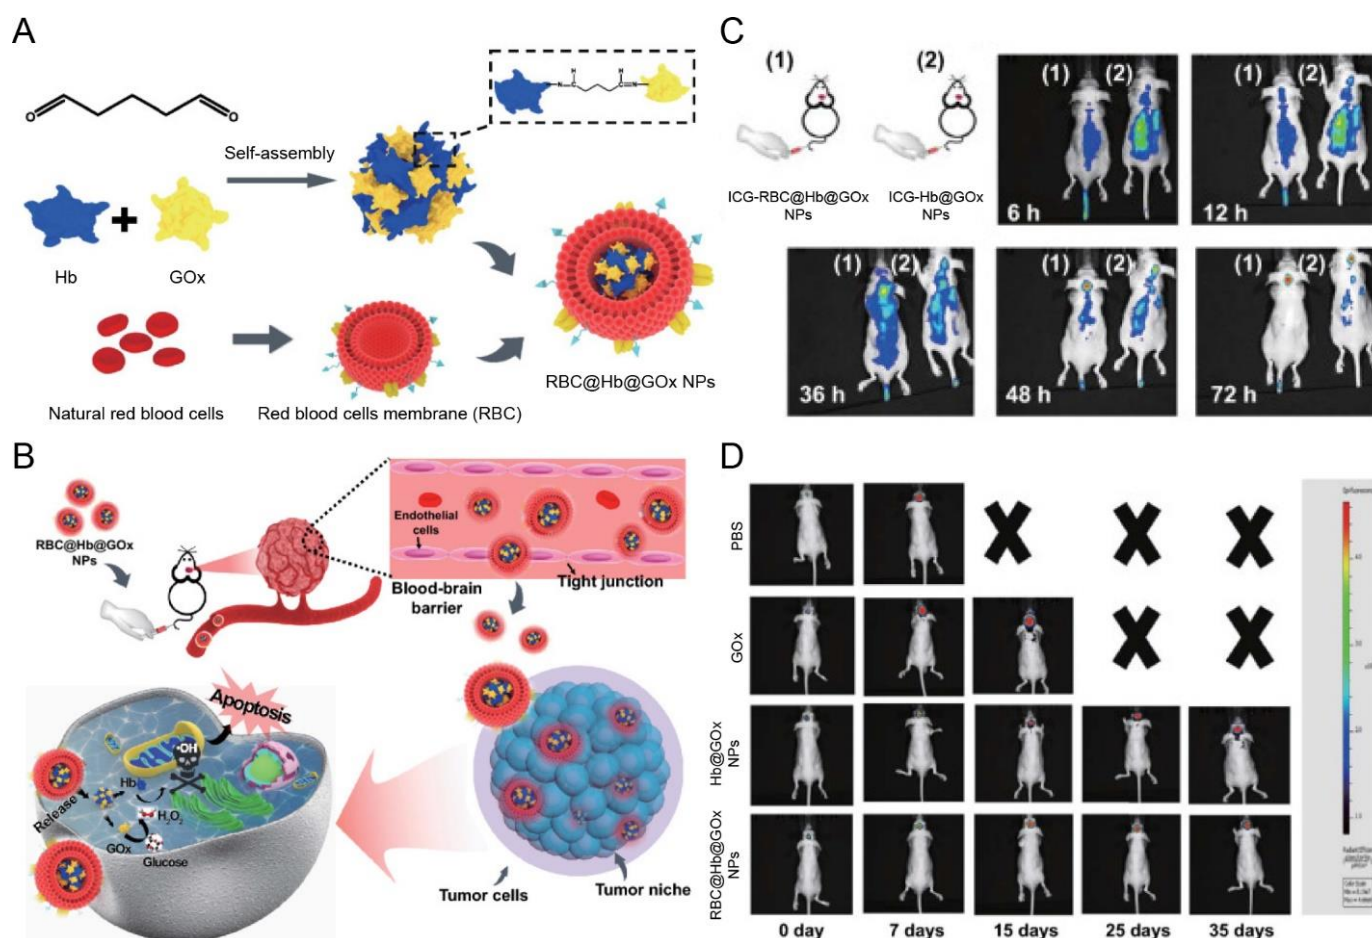 A
O
O
Self-assembly
H
H
N
C
C
N
Hb
GOx
RBC@Hb@GOx NPs
Natural red blood cells
Red blood cells membrane (RBC)
B
RBC@Hb@GOx
NPs
Endothelial
cells
Blood-brain
barrier
Tight junction
Apoptosis
•OH
Hb
Release
H₂O₂
GOx
Glucose
Tumor cells
Tumor niche
C
(1)
(2)
ICG-RBC@Hb@GOx
NPs
ICG-Hb@GOx
NPs
(1)
(2)
6 h
(1)
(2)
12 h
(1)
(2)
36 h
(1)
(2)
48 h
(1)
(2)
72 h
D
PBS
GOx
Hb@GOx
NPs
RBC@Hb@GOx
NPs
0 day
7 days
15 days
25 days
35 days